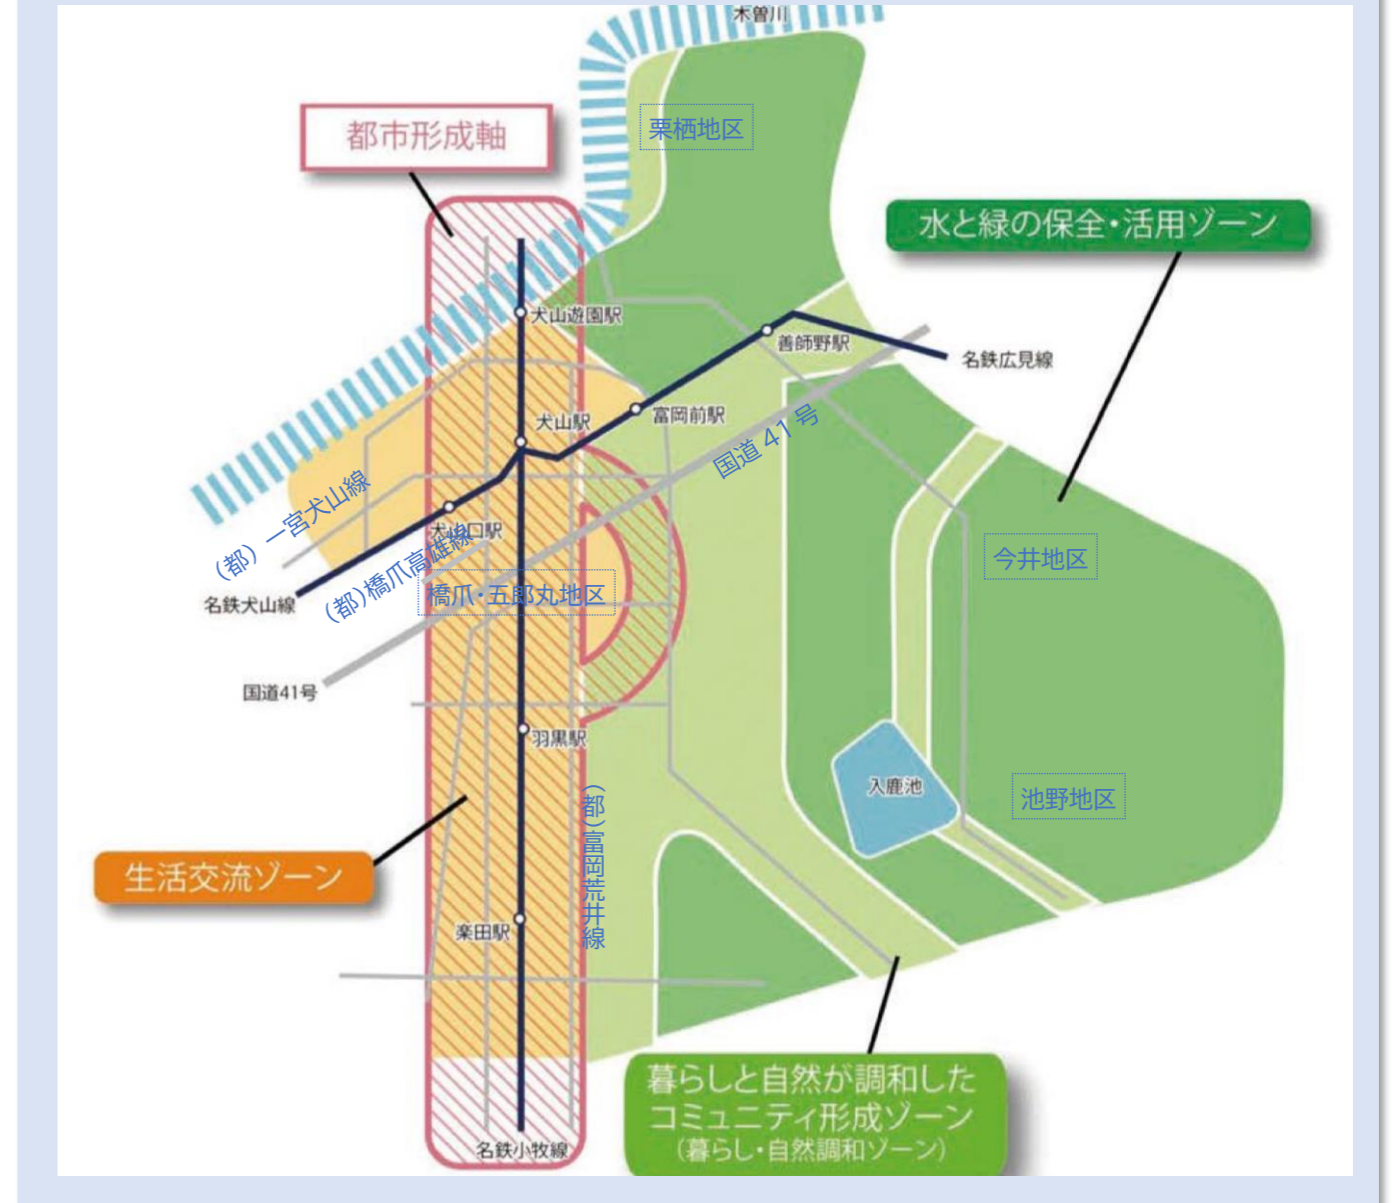 木曽川
都市形成軸
栗栖地区
水と緑の保全・活用ゾーン
犬山遊園駅
善師野駅
名鉄広見線
犬山駅
富岡前駅
国道41号
(都)一宮犬山線
犬山口駅
(都)橋爪高雄線
今井地区
名鉄犬山線
橋爪・五郎丸地区
国道41号
羽黒駅
入鹿池
池野地区
(都)富岡荒井線
生活交流ゾーン
楽田駅
暮らしと自然が調和した
コミュニティ形成ゾーン
(暮らし・自然調和ゾーン)
名鉄小牧線